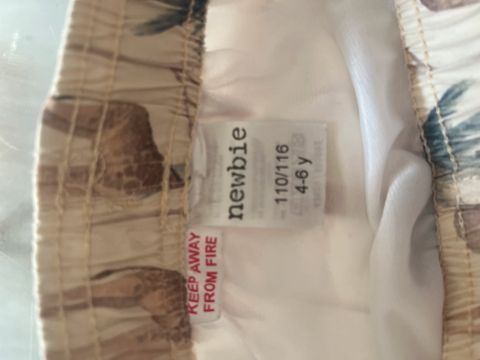 newbie
110/116
4-6 y
KEEP AWAY
FROM FIRE